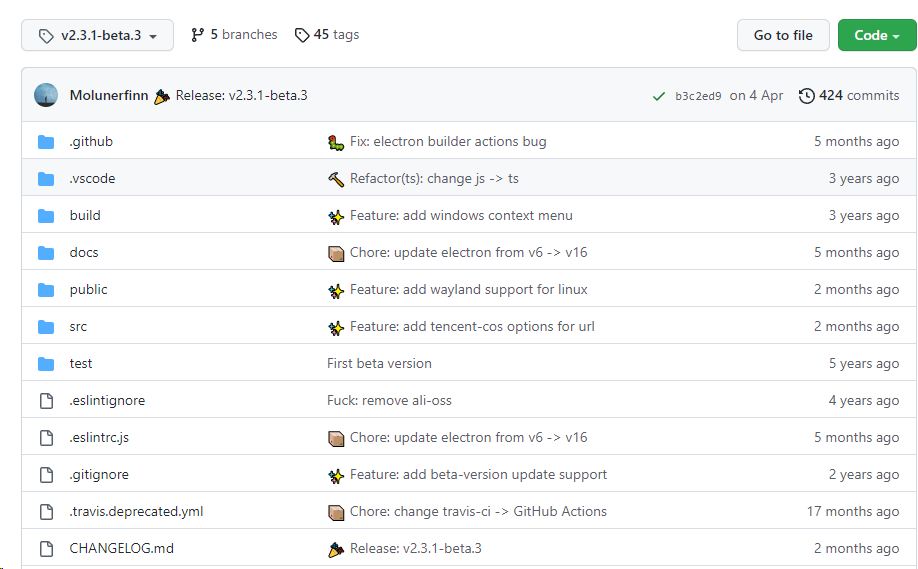 v2.3.1-beta.3 5 branches 45 tags Go to file Code
Molunerfinn Release: v2.3.1-beta.3 b3c2ed9 on 4 Apr 424 commits
.github Fix: electron builder actions bug 5 months ago
.vscode Refactor(ts): change js -> ts 3 years ago
build Feature: add windows context menu 3 years ago
docs Chore: update electron from v6 -> v16 5 months ago
public Feature: add wayland support for linux 2 months ago
src Feature: add tencent-cos options for url 2 months ago
test First beta version 5 years ago
.eslintignore Fuck: remove ali-oss 4 years ago
.eslintrc.js Chore: update electron from v6 -> v16 5 months ago
.gitignore Feature: add beta-version update support 2 years ago
.travis.deprecated.yml Chore: change travis-ci -> GitHub Actions 17 months ago
CHANGELOG.md Release: v2.3.1-beta.3 2 months ago